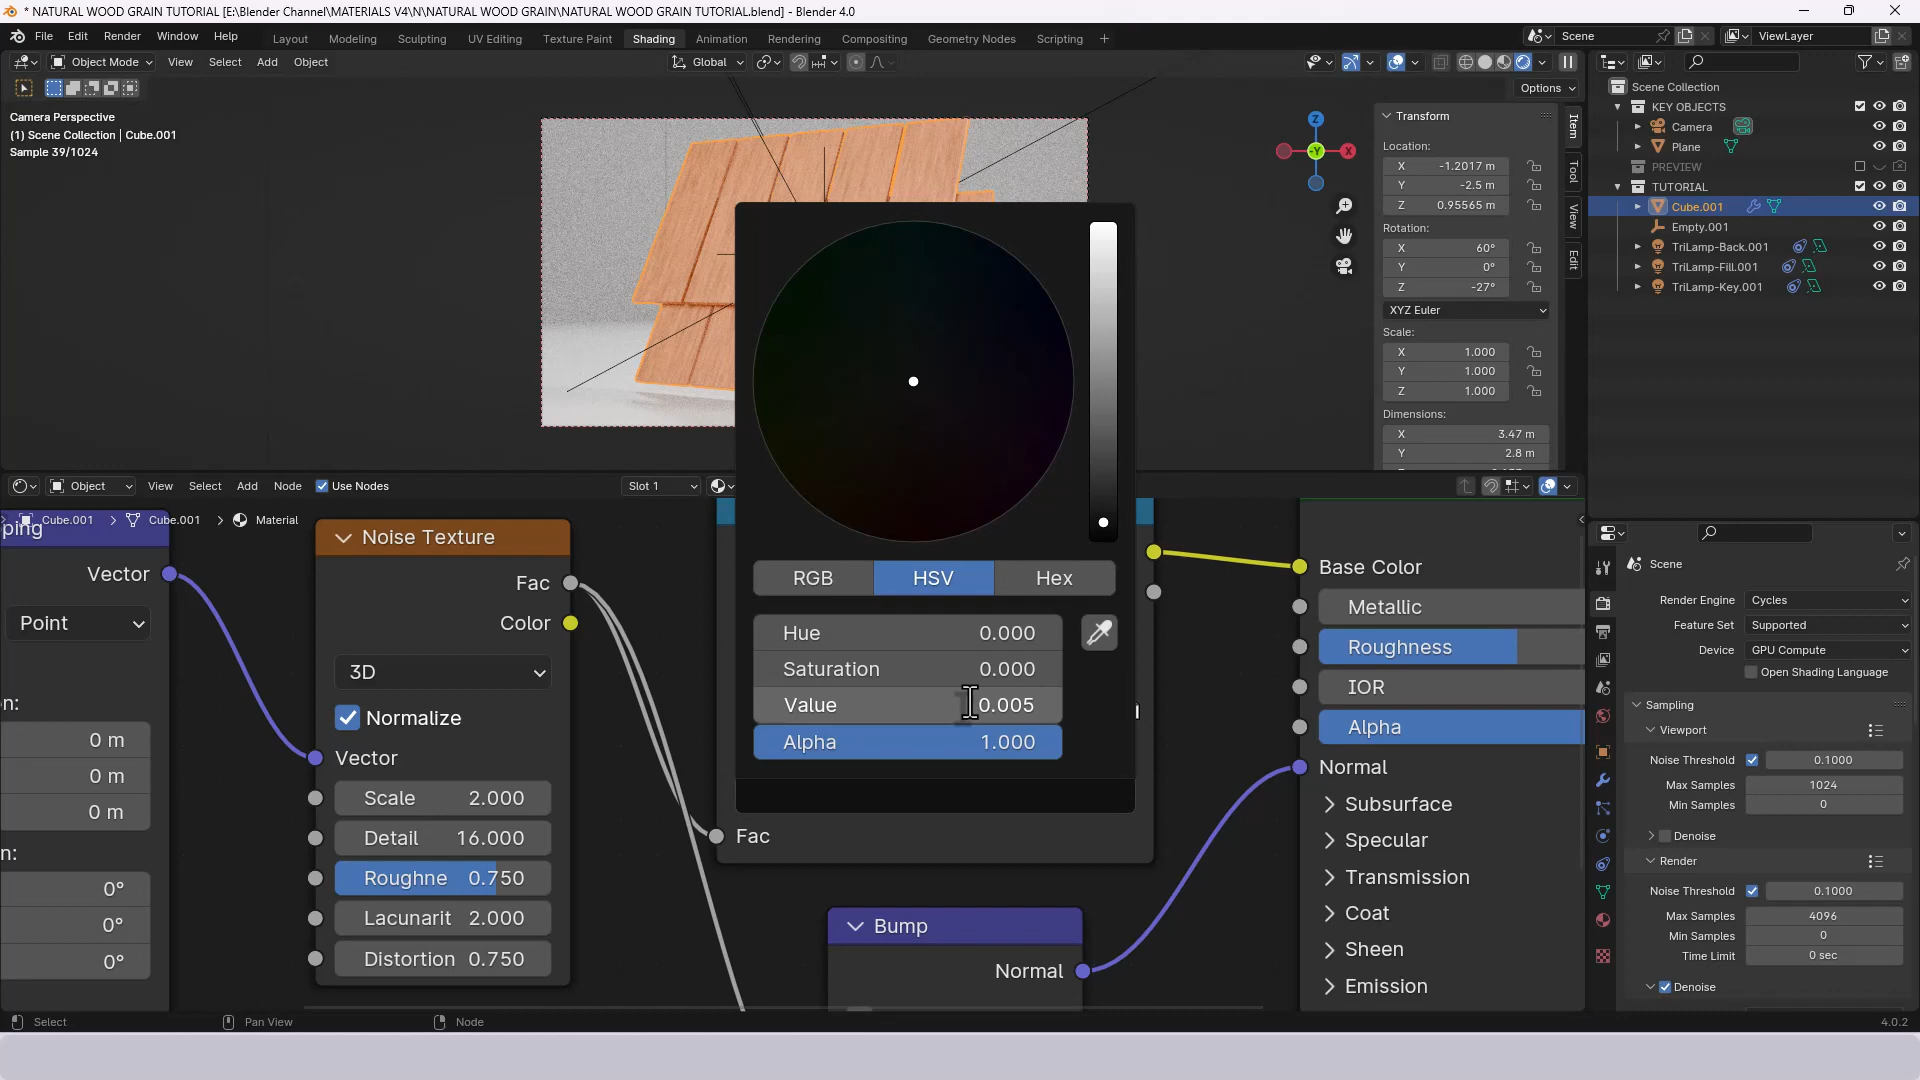 * NATURAL WOOD GRAIN TUTORIAL [E:\Blender Channel\MATERIALS V4\N\NATURAL WOOD GRAIN\NATURAL WOOD GRAIN TUTORIAL.blend] - Blender 4.0
File Edit Render Window Help Layout Modeling Sculpting UV Editing Texture Paint Shading Animation Rendering Compositing Geometry Nodes Scripting + Scene ViewLayer
Object Mode View Select Add Object Global
Options
Camera Perspective
(1) Scene Collection | Cube.001
Sample 39/1024
Z
-Y
X
Transform
Location:
X -1.2017 m
Y -2.5 m
Z 0.95565 m
Rotation:
X 60°
Y 0°
Z -27°
XYZ Euler
Scale:
X 1.000
Y 1.000
Z 1.000
Dimensions:
X 3.47 m
Y 2.8 m
Item
Tool
View
Edit
Scene Collection
KEY OBJECTS
Camera
Plane
PREVIEW
TUTORIAL
Cube.001
Empty.001
TriLamp-Back.001
TriLamp-Fill.001
TriLamp-Key.001
RGB HSV Hex
Hue 0.000
Saturation 0.000
Value 0.005
Alpha 1.000
Object View Select Add Node Use Nodes Slot 1
Cube.001 Cube.001 Material
ping
Vector
Point
n:
0 m
0 m
0 m
n:
0°
0°
0°
Noise Texture
Fac
Color
3D
Normalize
Vector
Scale 2.000
Detail 16.000
Roughne 0.750
Lacunarit 2.000
Distortion 0.750
Fac
Bump
Normal
Base Color
Metallic
Roughness
IOR
Alpha
Normal
Subsurface
Specular
Transmission
Coat
Sheen
Emission
Scene
Render Engine Cycles
Feature Set Supported
Device GPU Compute
Open Shading Language
Sampling
Viewport
Noise Threshold 0.1000
Max Samples 1024
Min Samples 0
Denoise
Render
Noise Threshold 0.1000
Max Samples 4096
Min Samples 0
Time Limit 0 sec
Denoise
Select Pan View Node 4.0.2